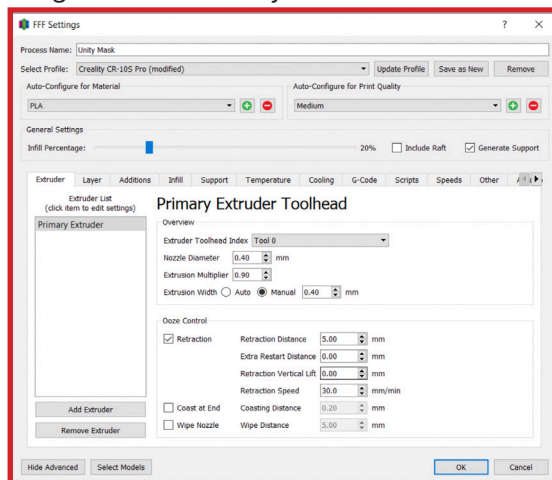 FFF Settings
Process Name: Unity Mask
Select Profile: Creality CR-10S Pro (modified) Update Profile Save as New Remove
Auto-Configure for Material Auto-Configure for Print Quality
PLA Medium
General Settings
Infill Percentage: 20% Include Raft Generate Support
Extruder Layer Additions Infill Support Temperature Cooling G-Code Scripts Speeds Other
Extruder List
(click item to edit settings)
Primary Extruder
Add Extruder
Remove Extruder
Primary Extruder Toolhead
Overview
Extruder Toolhead Index Tool 0
Nozzle Diameter 0.40 mm
Extrusion Multiplier 0.90
Extrusion Width Auto Manual 0.40 mm
Ooze Control
Retraction Retraction Distance 5.00 mm
Extra Restart Distance 0.00 mm
Retraction Vertical Lift 0.00 mm
Retraction Speed 30.0 mm/min
Coast at End Coasting Distance 0.20 mm
Wipe Nozzle Wipe Distance 5.00 mm
Hide Advanced Select Models OK Cancel